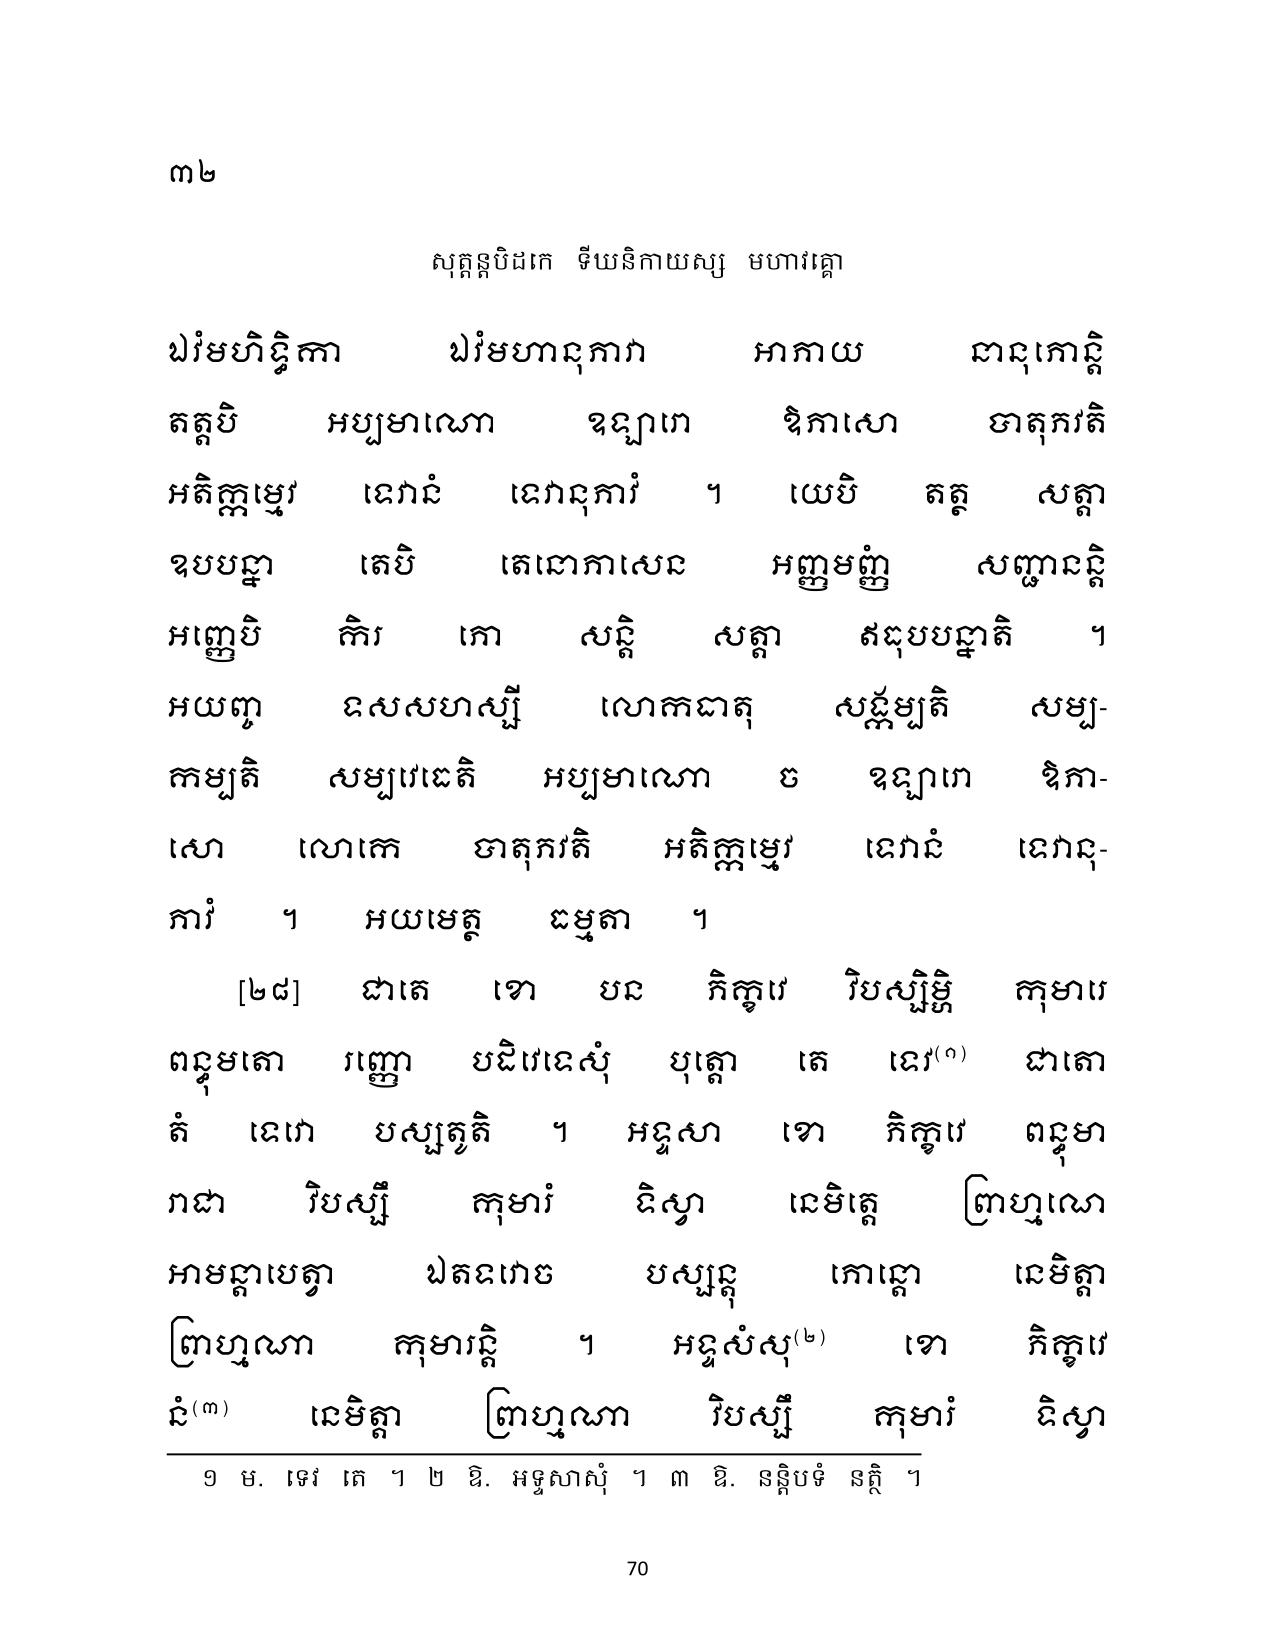 ៣២
សុត្តន្តបិដកេ ទីឃនិកាយស្ស មហាវគ្គោ
ឯវំមហិទ្ធិកា ឯវំមហានុភាវា អាភាយ នានុភោន្តិ
តត្តបិ អប្បមាណោ ឧឡារោ ឱភាសោ បាតុភវតិ
អតិក្កម្មេវ ទេវានំ ទេវានុភាវំ ។ យេបិ តត្ថ សត្តា
ឧបបន្នា តេបិ តេនោភាសេន អញ្ញមញ្ញំ សញ្ជានន្តិ
អញ្ញេបិ កិរ ភោ សន្តិ សត្តា ឥធុបបន្នាតិ ។
អយញ្ច ទសសហស្សី លោកធាតុ សង្កម្បតិ សម្ប-
កម្បតិ សម្បវេធេតិ អប្បមាណោ ច ឧឡារោ ឱភា-
សោ លោកេ បាតុភវតិ អតិក្កម្មេវ ទេវានំ ទេវានុ-
ភាវំ ។ អយមេត្ថ ធម្មតា ។
[២៨] ជាតេ ខោ បន ភិក្ខវេ វិបស្សិម្ហិ កុមារេ
ពន្ធុមតោ រញ្ញោ បដិវេទេសុំ បុត្តោ តេ ទេវ(១) ជាតោ
តំ ទេវោ បស្សតូតិ ។ អទ្ទសា ខោ ភិក្ខវេ ពន្ធុមា
រាជា វិបស្សឹ កុមារំ ទិស្វា នេមិត្តេ ព្រាហ្មណេ
អាមន្តាបេត្វា ឯតទវោច បស្សន្តុ ភោន្តោ នេមិត្តា
ព្រាហ្មណា កុមារន្តិ ។ អទ្ទសំសុ(២) ខោ ភិក្ខវេ
នំ(៣) នេមិត្តា ព្រាហ្មណា វិបស្សឹ កុមារំ ទិស្វា
១ ម. ទេវ តេ ។ ២ ឱ. អទ្ទសាសុំ ។ ៣ ឱ. នន្តិបទំ នត្ថិ ។
70